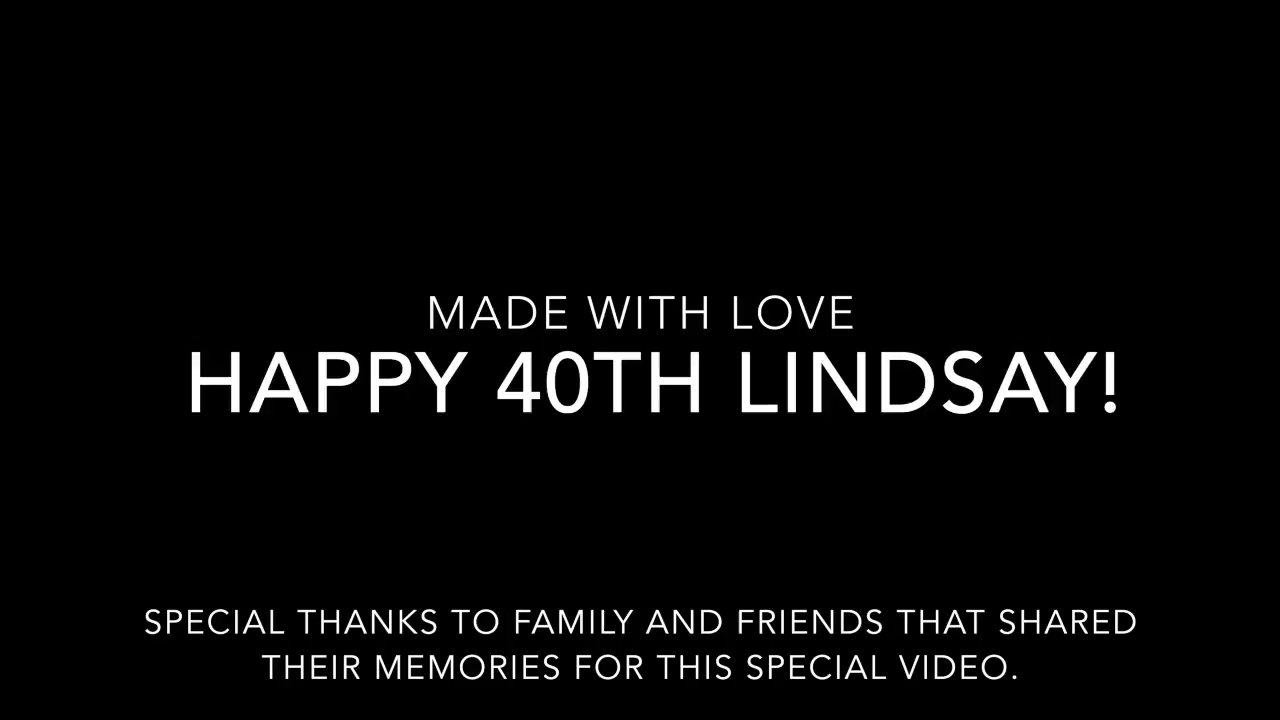 MADE WITH LOVE
HAPPY 40TH LINDSAY!
SPECIAL THANKS TO FAMILY AND FRIENDS THAT SHARED
THEIR MEMORIES FOR THIS SPECIAL VIDEO.